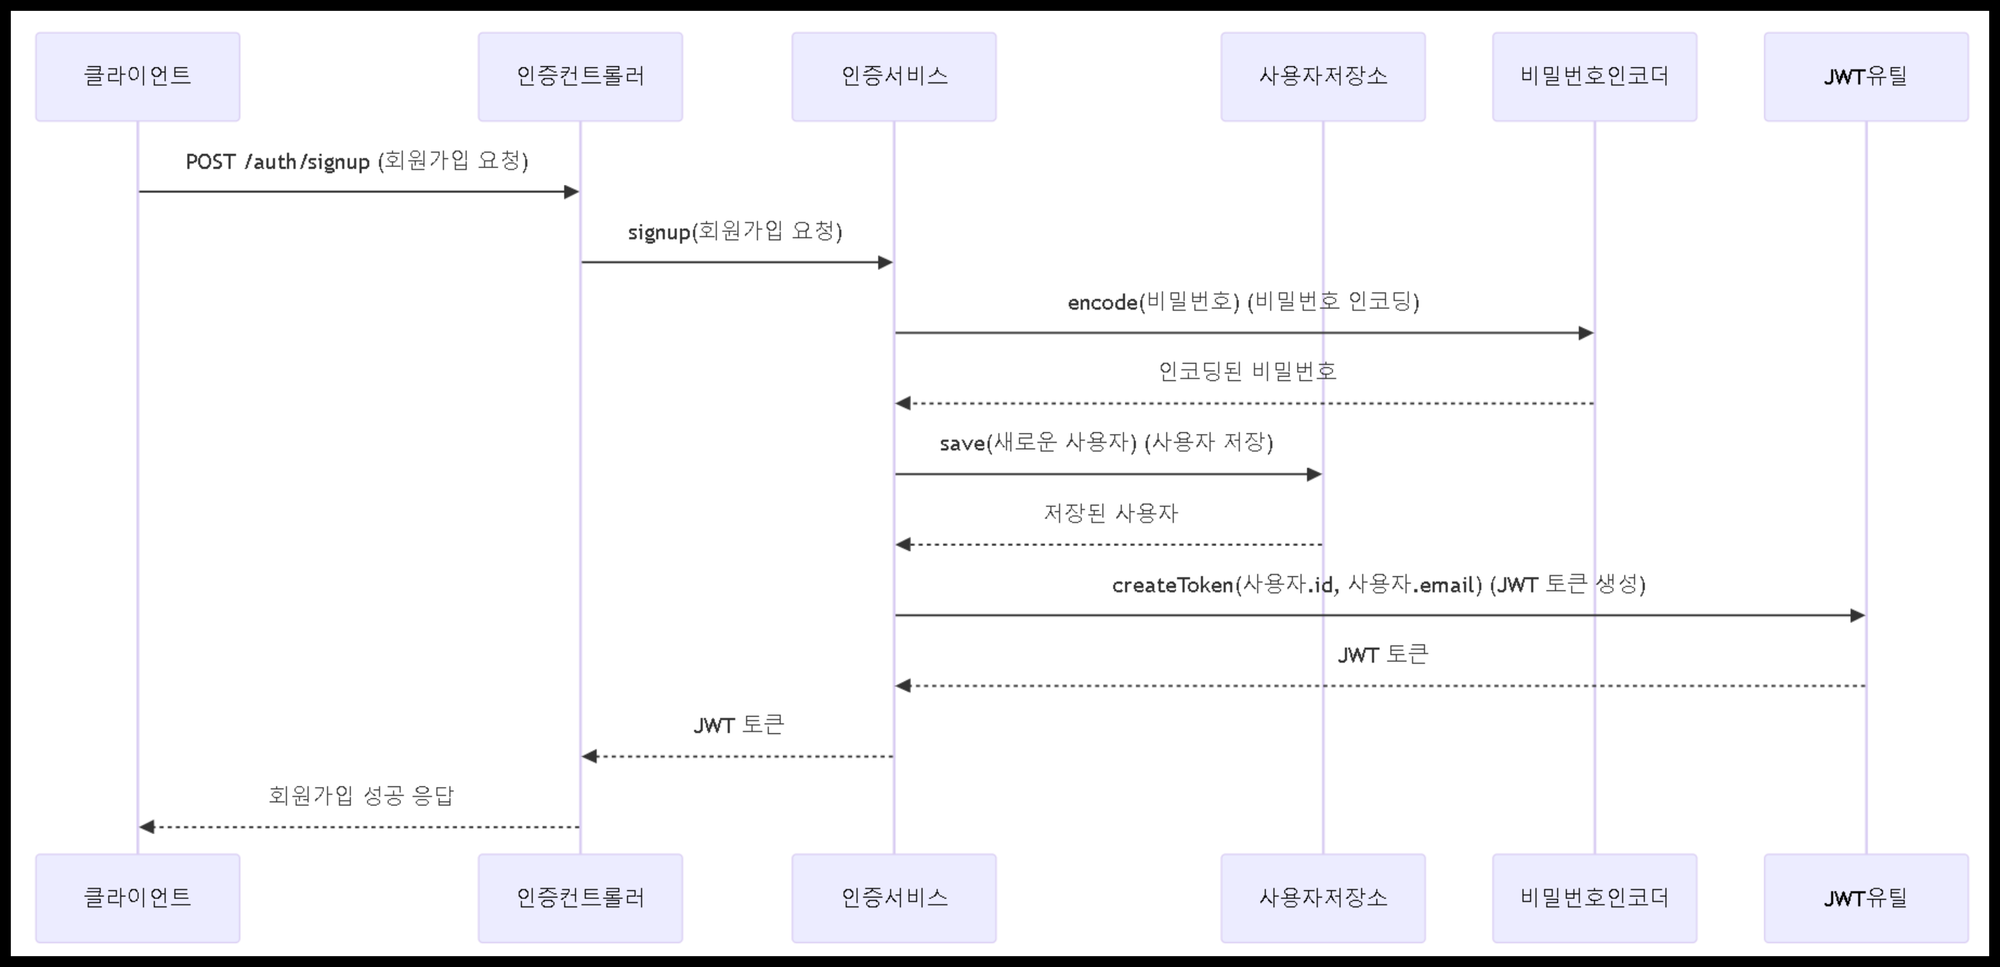 클라이언트
인증컨트롤러
인증서비스
사용자저장소
비밀번호인코더
JWT유틸
POST /auth/signup (회원가입 요청)
signup(회원가입 요청)
encode(비밀번호) (비밀번호 인코딩)
인코딩된 비밀번호
save(새로운 사용자) (사용자 저장)
저장된 사용자
createToken(사용자.id, 사용자.email) (JWT 토큰 생성)
JWT 토큰
JWT 토큰
회원가입 성공 응답
클라이언트
인증컨트롤러
인증서비스
사용자저장소
비밀번호인코더
JWT유틸